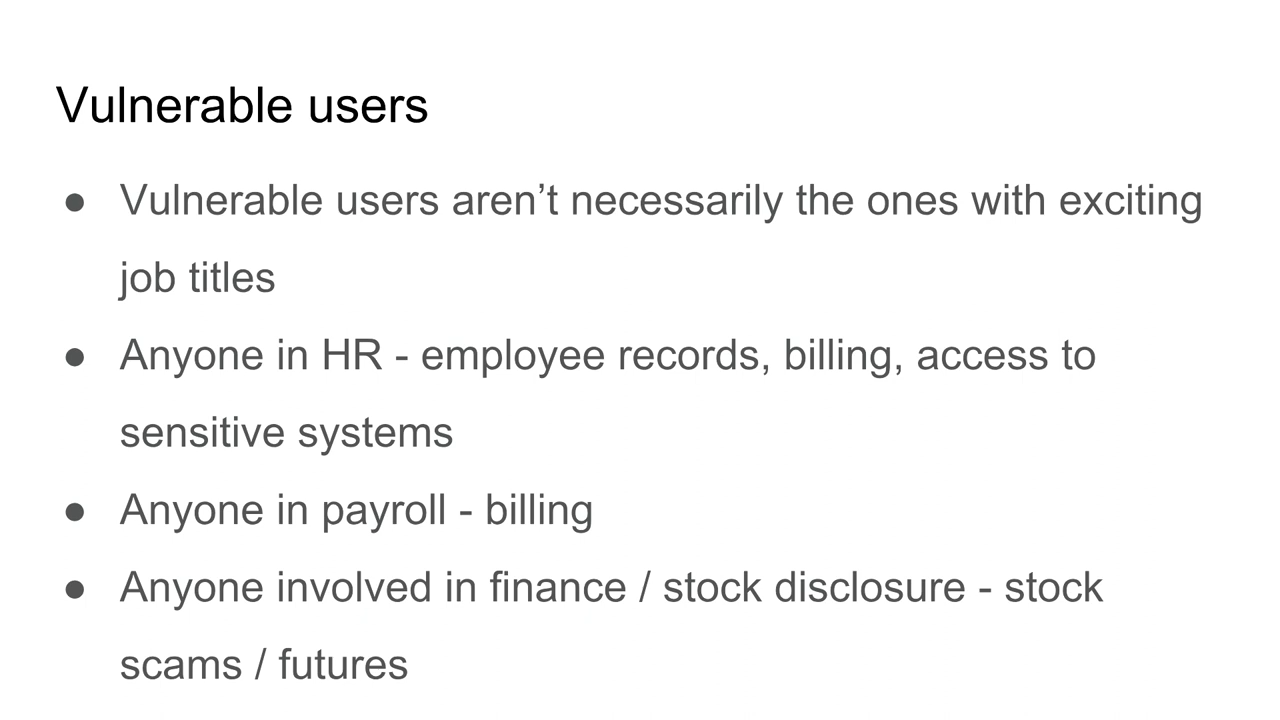 Vulnerable users
● Vulnerable users aren’t necessarily the ones with exciting
job titles
● Anyone in HR - employee records, billing, access to
sensitive systems
● Anyone in payroll - billing
● Anyone involved in finance / stock disclosure - stock
scams / futures